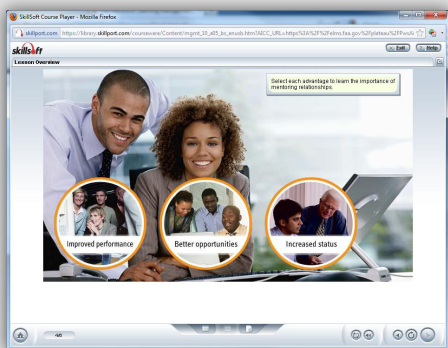 SkillSoft Course Player - Mozilla Firefox
skillsoft
Exit
Help
Lesson Overview
Select each advantage to learn the importance of
mentoring relationships.
Improved performance
Better opportunities
Increased status